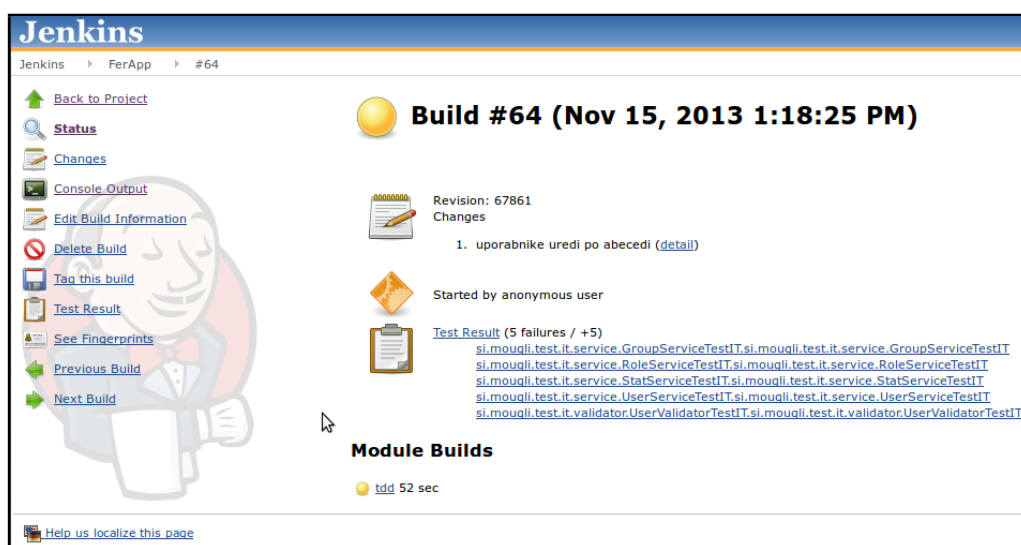 Jenkins
Jenkins FerApp #64
Back to Project
Status
Changes
Console Output
Edit Build Information
Delete Build
Tag this build
Test Result
See Fingerprints
Previous Build
Next Build
Build #64 (Nov 15, 2013 1:18:25 PM)
Revision: 67861
Changes
1. uporabnike uredi po abecedi (detail)
Started by anonymous user
Test Result (5 failures / +5)
si.mougli.test.it.service.GroupServiceTestIT.si.mougli.test.it.service.GroupServiceTestIT
si.mougli.test.it.service.RoleServiceTestIT.si.mougli.test.it.service.RoleServiceTestIT
si.mougli.test.it.service.StatServiceTestIT.si.mougli.test.it.service.StatServiceTestIT
si.mougli.test.it.service.UserServiceTestIT.si.mougli.test.it.service.UserServiceTestIT
si.mougli.test.it.validator.UserValidatorTestIT.si.mougli.test.it.validator.UserValidatorTestIT
Module Builds
tdd 52 sec
Help us localize this page